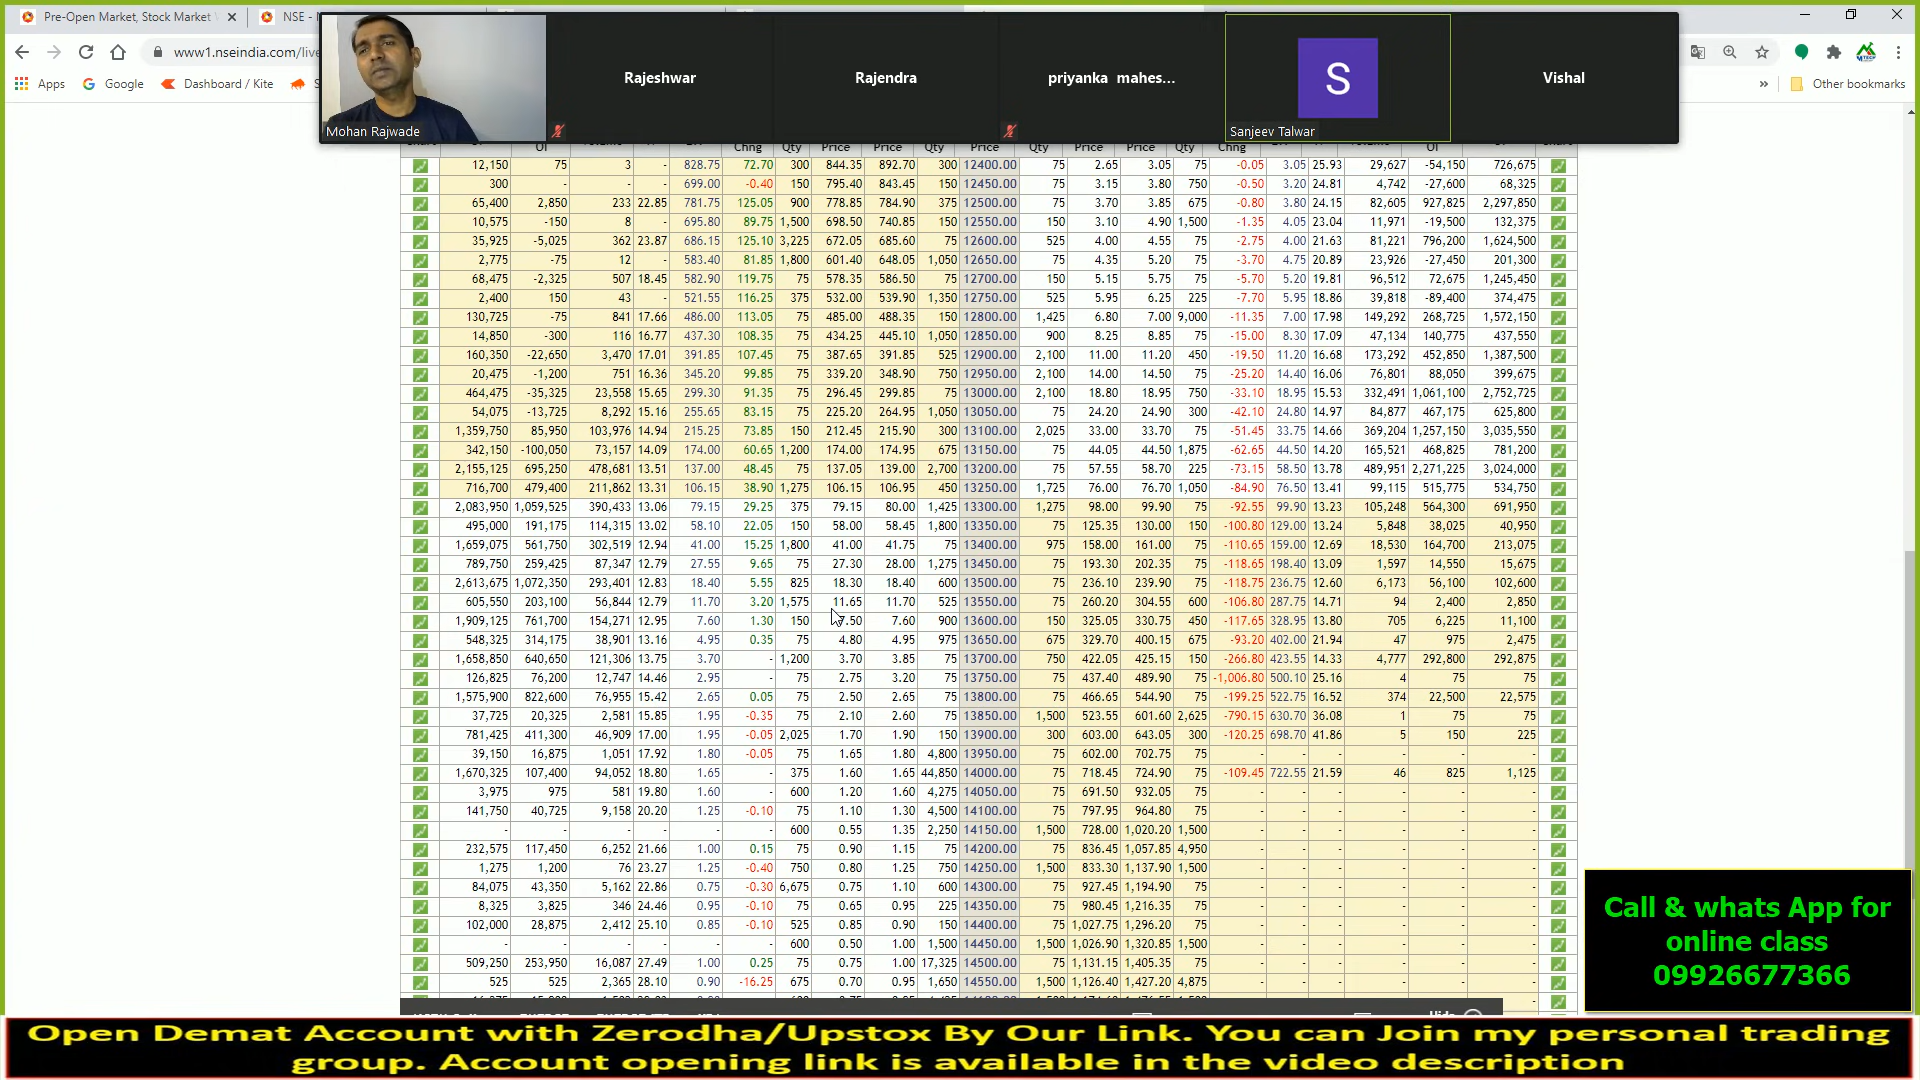 Pre-Open Market, Stock Market
NSE - N
www1.nseindia.com/live
Apps Google Dashboard / Kite S
Other bookmarks
Mohan Rajwade
Rajeshwar
Rajendra
priyanka mahes...
S
Sanjeev Talwar
Vishal
OI Chng Qty Price Price Qty Price Qty Price Price Qty Chng OI
12,150 75 3 - 828.75 72.70 300 844.35 892.70 300 12400.00 75 2.65 3.05 75 -0.05 3.05 25.93 29,627 -54,150 726,675
300 - - - 699.00 -0.40 150 795.40 843.45 150 12450.00 75 3.15 3.80 750 -0.50 3.20 24.81 4,742 -27,600 68,325
65,400 2,850 233 22.85 781.75 125.05 900 778.85 784.90 375 12500.00 75 3.70 3.85 675 -0.80 3.80 24.15 82,605 927,825 2,297,850
10,575 -150 8 - 695.80 89.75 1,500 698.50 740.85 150 12550.00 150 3.10 4.90 1,500 -1.35 4.05 23.04 11,971 -19,500 132,375
35,925 -5,025 362 23.87 686.15 125.10 3,225 672.05 685.60 75 12600.00 525 4.00 4.55 75 -2.75 4.00 21.63 81,221 796,200 1,624,500
2,775 -75 12 - 583.40 81.85 1,800 601.40 648.05 1,050 12650.00 75 4.35 5.20 75 -3.70 4.75 20.89 23,926 -27,450 201,300
68,475 -2,325 507 18.45 582.90 119.75 75 578.35 586.50 75 12700.00 150 5.15 5.75 75 -5.70 5.20 19.81 96,512 72,675 1,245,450
2,400 150 43 - 521.55 116.25 375 532.00 539.90 1,350 12750.00 525 5.95 6.25 225 -7.70 5.95 18.86 39,818 -89,400 374,475
130,725 -75 841 17.66 486.00 113.05 75 485.00 488.35 150 12800.00 1,425 6.80 7.00 9,000 -11.35 7.00 17.98 149,292 268,725 1,572,150
14,850 -300 116 16.77 437.30 108.35 75 434.25 445.10 1,050 12850.00 900 8.25 8.85 75 -15.00 8.30 17.09 47,134 140,775 437,550
160,350 -22,650 3,470 17.01 391.85 107.45 75 387.65 391.85 525 12900.00 2,100 11.00 11.20 450 -19.50 11.20 16.68 173,292 452,850 1,387,500
20,475 -1,200 751 16.36 345.20 99.85 75 339.20 348.90 750 12950.00 2,100 14.00 14.50 75 -25.20 14.40 16.06 76,801 88,050 399,675
464,475 -35,325 23,558 15.65 299.30 91.35 75 296.45 299.85 75 13000.00 2,100 18.80 18.95 750 -33.10 18.95 15.53 332,491 1,061,100 2,752,725
54,075 -13,725 8,292 15.16 255.65 83.15 75 225.20 264.95 1,050 13050.00 75 24.20 24.90 300 -42.10 24.80 14.97 84,877 467,175 625,800
1,359,750 85,950 103,976 14.94 215.25 73.85 150 212.45 215.90 300 13100.00 2,025 33.00 33.70 75 -51.45 33.75 14.66 369,204 1,257,150 3,035,550
342,150 -100,050 73,157 14.09 174.00 60.65 1,200 174.00 174.95 675 13150.00 75 44.05 44.50 1,875 -62.65 44.50 14.20 165,521 468,825 781,200
2,155,125 695,250 478,681 13.51 137.00 48.45 75 137.05 139.00 2,700 13200.00 75 57.55 58.70 225 -73.15 58.50 13.78 489,951 2,271,225 3,024,000
716,700 479,400 211,862 13.31 106.15 38.90 1,275 106.15 106.95 450 13250.00 1,725 76.00 76.70 1,050 -84.90 76.50 13.41 99,115 515,775 534,750
2,083,950 1,059,525 390,433 13.06 79.15 29.25 375 79.15 80.00 1,425 13300.00 1,275 98.00 99.90 75 -92.55 99.90 13.23 105,248 564,300 691,950
495,000 191,175 114,315 13.02 58.10 22.05 150 58.00 58.45 1,800 13350.00 75 125.35 130.00 150 -100.80 129.00 13.24 5,848 38,025 40,950
1,659,075 561,750 302,519 12.94 41.00 15.25 1,800 41.00 41.75 75 13400.00 975 158.00 161.00 75 -110.65 159.00 12.69 18,530 164,700 213,075
789,750 259,425 87,347 12.79 27.55 9.65 75 27.30 28.00 1,275 13450.00 75 193.30 202.35 75 -118.65 198.40 13.09 1,597 14,550 15,675
2,613,675 1,072,350 293,401 12.83 18.40 5.55 825 18.30 18.40 600 13500.00 75 236.10 239.90 75 -118.75 236.75 12.60 6,173 56,100 102,600
605,550 203,100 56,844 12.79 11.70 3.20 1,575 11.65 11.70 525 13550.00 75 260.20 304.55 600 -106.80 287.75 14.71 94 2,400 2,850
1,909,125 761,700 154,271 12.95 7.60 1.30 150 7.50 7.60 900 13600.00 150 325.05 330.75 450 -117.65 328.95 13.80 705 6,225 11,100
548,325 314,175 38,901 13.16 4.95 0.35 75 4.80 4.95 975 13650.00 675 329.70 400.15 675 -93.20 402.00 21.94 47 975 2,475
1,658,850 640,650 121,306 13.75 3.70 - 1,200 3.70 3.85 75 13700.00 750 422.05 425.15 150 -266.80 423.55 14.33 4,777 292,800 292,875
126,825 76,200 12,747 14.46 2.95 - 75 2.75 3.20 75 13750.00 75 437.40 489.90 75 -1,006.80 500.10 25.16 4 75 75
1,575,900 822,600 76,955 15.42 2.65 0.05 75 2.50 2.65 75 13800.00 75 466.65 544.90 75 -199.25 522.75 16.52 374 22,500 22,575
37,725 20,325 2,581 15.85 1.95 -0.35 75 2.10 2.60 75 13850.00 1,500 523.55 601.60 2,625 -790.15 630.70 36.08 1 75 75
781,425 411,300 46,909 17.00 1.95 -0.05 2,025 1.70 1.90 150 13900.00 300 603.00 643.05 300 -120.25 698.70 41.86 5 150 225
39,150 16,875 1,051 17.92 1.80 -0.05 75 1.65 1.80 4,800 13950.00 75 602.00 702.75 75 - - - - - -
1,670,325 107,400 94,052 18.80 1.65 - 375 1.60 1.65 44,850 14000.00 75 718.45 724.90 75 -109.45 722.55 21.59 46 825 1,125
3,975 975 581 19.80 1.60 - 600 1.20 1.60 4,275 14050.00 75 691.50 932.05 75 - - - - - -
141,750 40,725 9,158 20.20 1.25 -0.10 75 1.10 1.30 4,500 14100.00 75 797.95 964.80 75 - - - - - -
- - - - - - 600 0.55 1.35 2,250 14150.00 1,500 728.00 1,020.20 1,500 - - - - - -
232,575 117,450 6,252 21.66 1.00 0.15 75 0.90 1.15 75 14200.00 75 836.45 1,057.85 4,950 - - - - - -
1,275 1,200 76 23.27 1.25 -0.40 750 0.80 1.25 750 14250.00 1,500 833.30 1,137.90 1,500 - - - - - -
84,075 43,350 5,162 22.86 0.75 -0.30 6,675 0.75 1.10 600 14300.00 75 927.45 1,194.90 75 - - - - - -
8,325 3,825 346 24.46 0.95 -0.10 75 0.65 0.95 225 14350.00 75 980.45 1,216.35 75 - - - - - -
102,000 28,875 2,412 25.10 0.85 -0.10 525 0.85 0.90 150 14400.00 75 1,027.75 1,296.20 75 - - - - - -
- - - - - - 600 0.50 1.00 1,500 14450.00 1,500 1,026.90 1,320.85 1,500 - - - - - -
509,250 253,950 16,087 27.49 1.00 0.25 75 0.75 1.00 17,325 14500.00 75 1,131.15 1,405.35 75 - - - - - -
525 525 2,365 28.10 0.90 -16.25 675 0.70 0.95 1,650 14550.00 1,500 1,126.40 1,427.20 4,875 - - - - - -
Call & whats App for
online class
09926677366
Open Demat Account with Zerodha/Upstox By Our Link. You can Join my personal trading
group. Account opening link is available in the video description